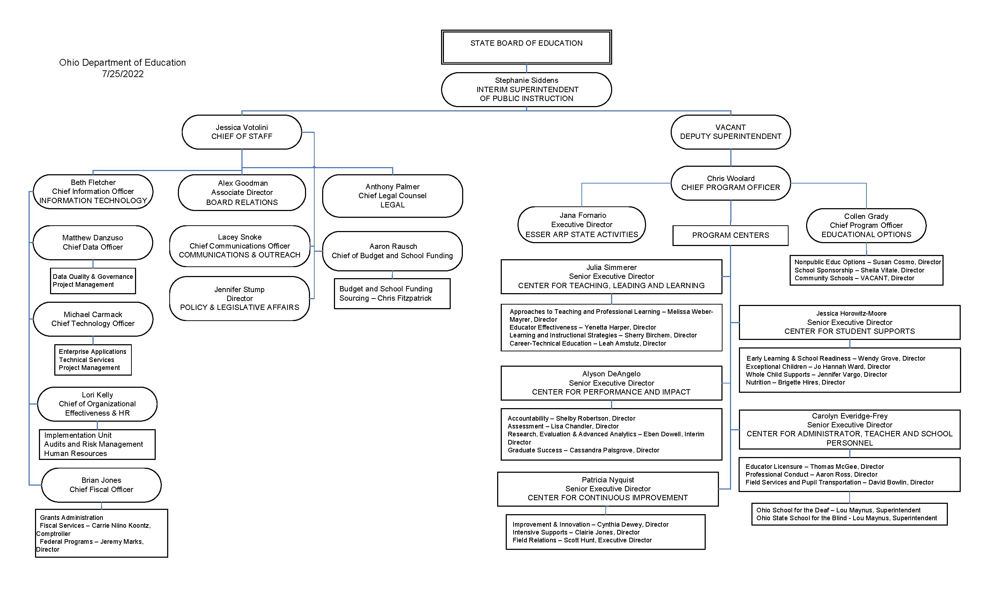 STATE BOARD OF EDUCATION
Ohio Department of Education
7/25/2022
Stephanie Siddens
INTERIM SUPERINTENDENT
OF PUBLIC INSTRUCTION
Jessica Votolini
CHIEF OF STAFF
VACANT
DEPUTY SUPERINTENDENT
Beth Fletcher
Chief Information Officer
INFORMATION TECHNOLOGY
Alex Goodman
Associate Director
BOARD RELATIONS
Anthony Palmer
Chief Legal Counsel
LEGAL
Matthew Danzuso
Chief Data Officer
Data Quality & Governance
Project Management
Lacey Snoke
Chief Communications Officer
COMMUNICATIONS & OUTREACH
Aaron Rausch
Chief of Budget and School Funding
Budget and School Funding
Sourcing – Chris Fitzpatrick
Jennifer Stump
Director
POLICY & LEGISLATIVE AFFAIRS
Michael Carmack
Chief Technology Officer
Enterprise Applications
Technical Services
Project Management
Lori Kelly
Chief of Organizational
Effectiveness & HR
Implementation Unit
Audits and Risk Management
Human Resources
Brian Jones
Chief Fiscal Officer
Grants Administration
Fiscal Services – Carrie Niino Koontz,
Comptroller
Federal Programs – Jeremy Marks,
Director
Chris Woolard
CHIEF PROGRAM OFFICER
Jana Fornario
Executive Director
ESSER ARP STATE ACTIVITIES
PROGRAM CENTERS
Collen Grady
Chief Program Officer
EDUCATIONAL OPTIONS
Nonpublic Educ Options – Susan Cosmo, Director
School Sponsorship – Sheila Vitale, Director
Community Schools – VACANT, Director
Julia Simmerer
Senior Executive Director
CENTER FOR TEACHING, LEADING AND LEARNING
Approaches to Teaching and Professional Learning – Melissa Weber-
Mayrer, Director
Educator Effectiveness – Yenetta Harper, Director
Learning and Instructional Strategies – Sherry Birchem, Director
Career-Technical Education – Leah Amstutz, Director
Jessica Horowitz-Moore
Senior Executive Director
CENTER FOR STUDENT SUPPORTS
Early Learning & School Readiness – Wendy Grove, Director
Exceptional Children – Jo Hannah Ward, Director
Whole Child Supports – Jennifer Vargo, Director
Nutrition – Brigette Hires, Director
Alyson DeAngelo
Senior Executive Director
CENTER FOR PERFORMANCE AND IMPACT
Accountability – Shelby Robertson, Director
Assessment – Lisa Chandler, Director
Research, Evaluation & Advanced Analytics – Eben Dowell, Interim
Director
Graduate Success – Cassandra Palsgrove, Director
Carolyn Everidge-Frey
Senior Executive Director
CENTER FOR ADMINISTRATOR, TEACHER AND SCHOOL
PERSONNEL
Educator Licensure – Thomas McGee, Director
Professional Conduct – Aaron Ross, Director
Field Services and Pupil Transportation – David Bowlin, Director
Ohio School for the Deaf – Lou Maynus, Superintendent
Ohio State School for the Blind - Lou Maynus, Superintendent
Patricia Nyquist
Senior Executive Director
CENTER FOR CONTINUOUS IMPROVEMENT
Improvement & Innovation – Cynthia Dewey, Director
Intensive Supports – Clairie Jones, Director
Field Relations – Scott Hunt, Executive Director